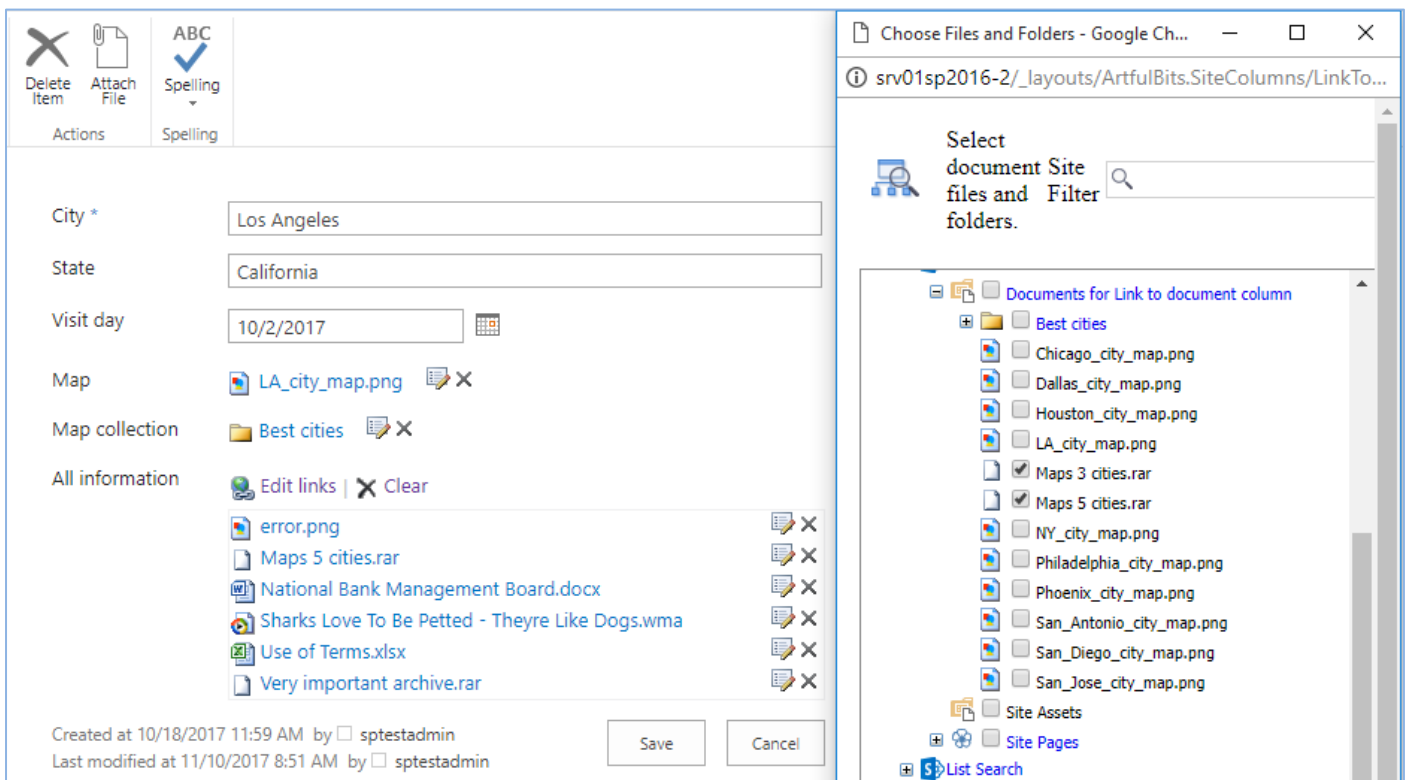 ABC
Delete Item
Attach File
Spelling
Actions
Spelling
City *
Los Angeles
State
California
Visit day
10/2/2017
Map
LA_city_map.png
Map collection
Best cities
All information
Edit links | Clear
error.png
Maps 5 cities.rar
National Bank Management Board.docx
Sharks Love To Be Petted - Theyre Like Dogs.wma
Use of Terms.xlsx
Very important archive.rar
Created at 10/18/2017 11:59 AM by sptestadmin
Last modified at 11/10/2017 8:51 AM by sptestadmin
Save
Cancel
Choose Files and Folders - Google Ch...
srv01sp2016-2/_layouts/ArtfulBits.SiteColumns/LinkTo...
Select
document
files and
folders.
Site
Filter
Documents for Link to document column
Best cities
Chicago_city_map.png
Dallas_city_map.png
Houston_city_map.png
LA_city_map.png
Maps 3 cities.rar
Maps 5 cities.rar
NY_city_map.png
Philadelphia_city_map.png
Phoenix_city_map.png
San_Antonio_city_map.png
San_Diego_city_map.png
San_Jose_city_map.png
Site Assets
Site Pages
List Search